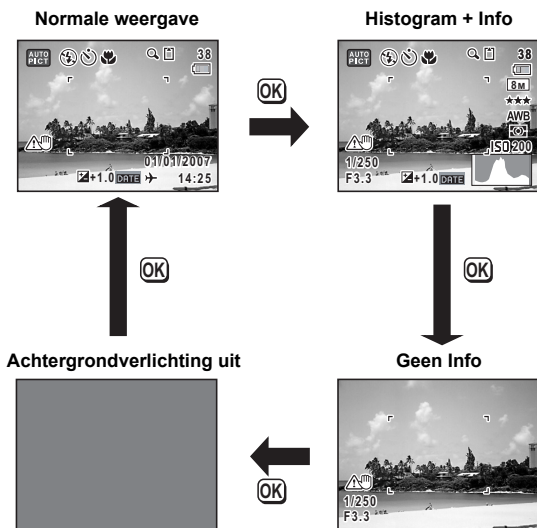 Normale weergave
Histogram + Info
AUTO
PICT
38
01/01/2007
+1.0 DATE 14:25
OK
AUTO
PICT
38
8M
AWB
ISO 200
1/250
F3.3 +1.0 DATE
OK
OK
Achtergrondverlichting uit
Geen Info
OK
1/250
F3.3